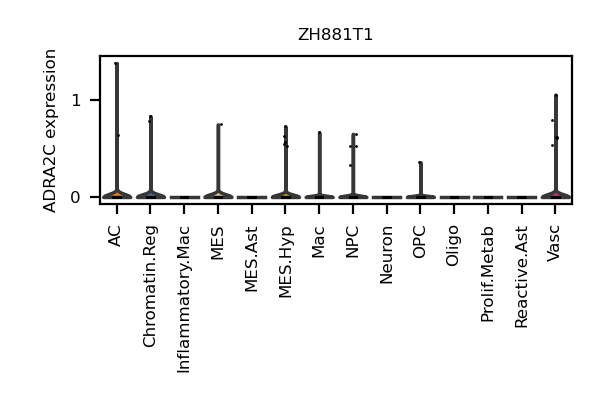 ZH881T1
ADRA2C expression
1
0
AC
Chromatin.Reg
Inflammatory.Mac
MES
MES.Ast
MES.Hyp
Mac
NPC
Neuron
OPC
Oligo
Prolif.Metab
Reactive.Ast
Vasc